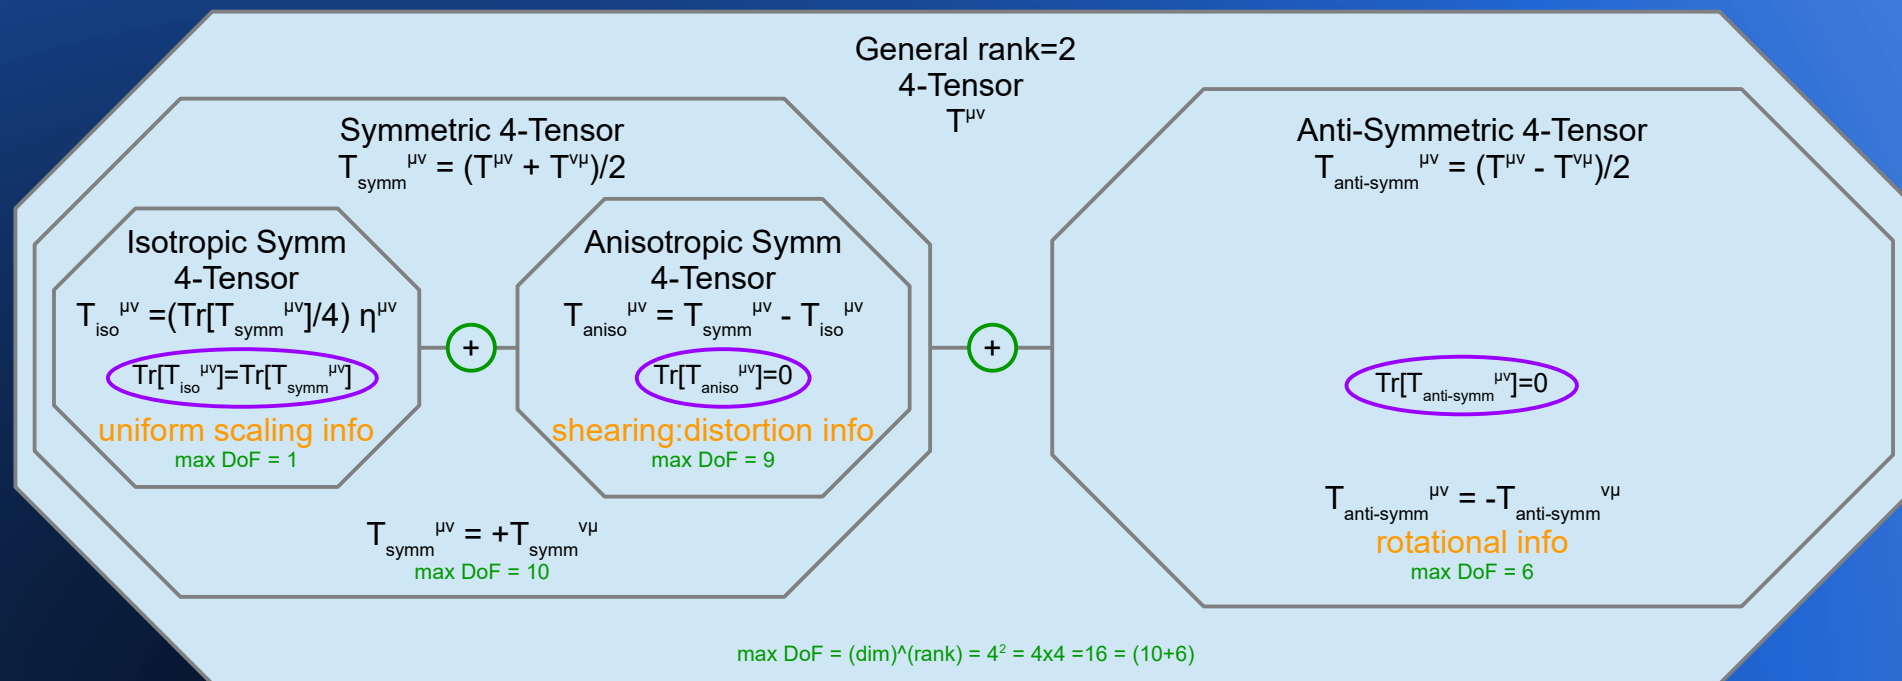 General rank=2
4-Tensor
T^μν
Symmetric 4-Tensor
T_symm^μν = (T^μν + T^νμ)/2
Isotropic Symm
4-Tensor
T_iso^μν =(Tr[T_symm^μν]/4) η^μν
Tr[T_iso^μν]=Tr[T_symm^μν]
uniform scaling info
max DoF = 1
+
Anisotropic Symm
4-Tensor
T_aniso^μν = T_symm^μν - T_iso^μν
Tr[T_aniso^μν]=0
shearing:distortion info
max DoF = 9
T_symm^μν = +T_symm^νμ
max DoF = 10
+
Anti-Symmetric 4-Tensor
T_anti-symm^μν = (T^μν - T^νμ)/2
Tr[T_anti-symm^μν]=0
T_anti-symm^μν = -T_anti-symm^νμ
rotational info
max DoF = 6
max DoF = (dim)^(rank) = 4² = 4x4 =16 = (10+6)